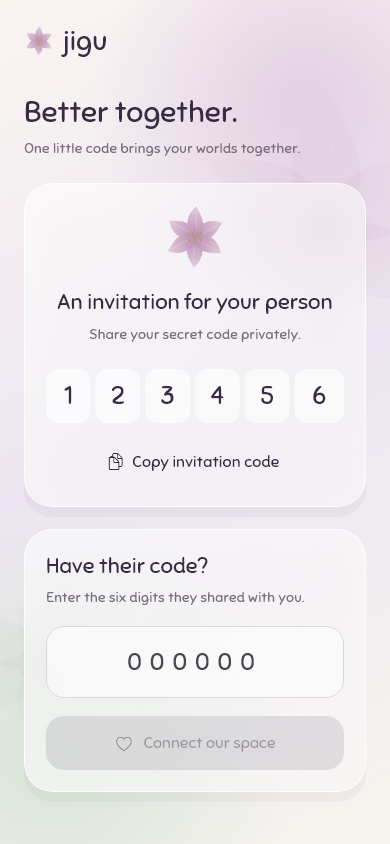 jigu
Better together.
One little code brings your worlds together.
An invitation for your person
Share your secret code privately.
1 2 3 4 5 6
Copy invitation code
Have their code?
Enter the six digits they shared with you.
000000
Connect our space